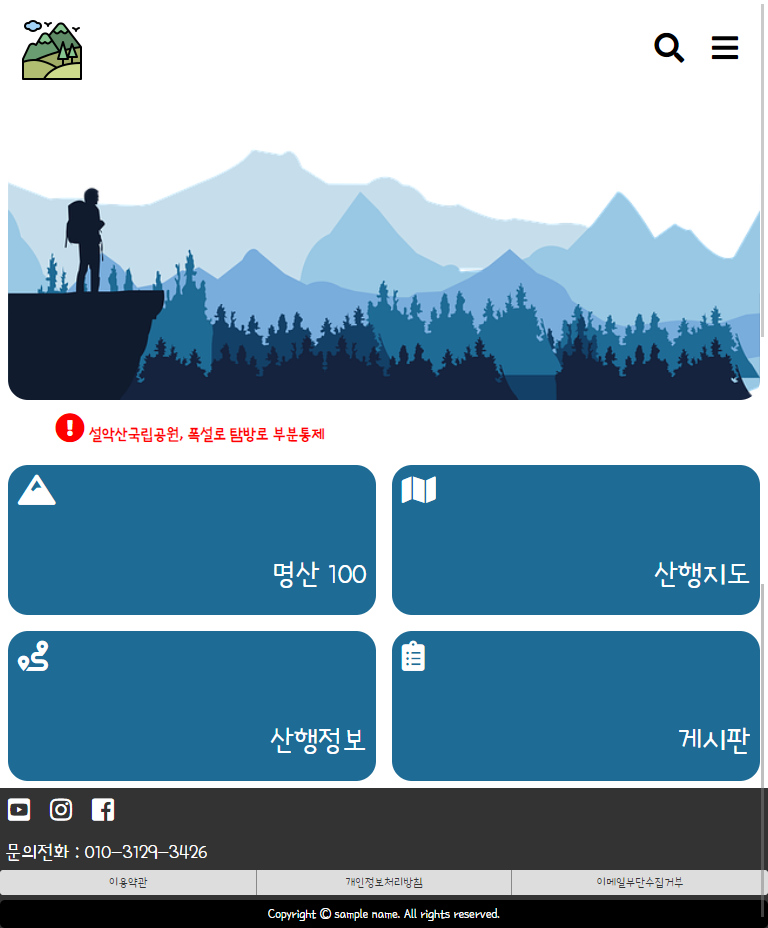 설악산국립공원, 폭설로 탐방로 부분통제
명산 100
산행지도
산행정보
게시판
문의전화 : 010-3129-3426
이용약관
개인정보처리방침
이메일무단수집거부
Copyright © sample name. All rights reserved.